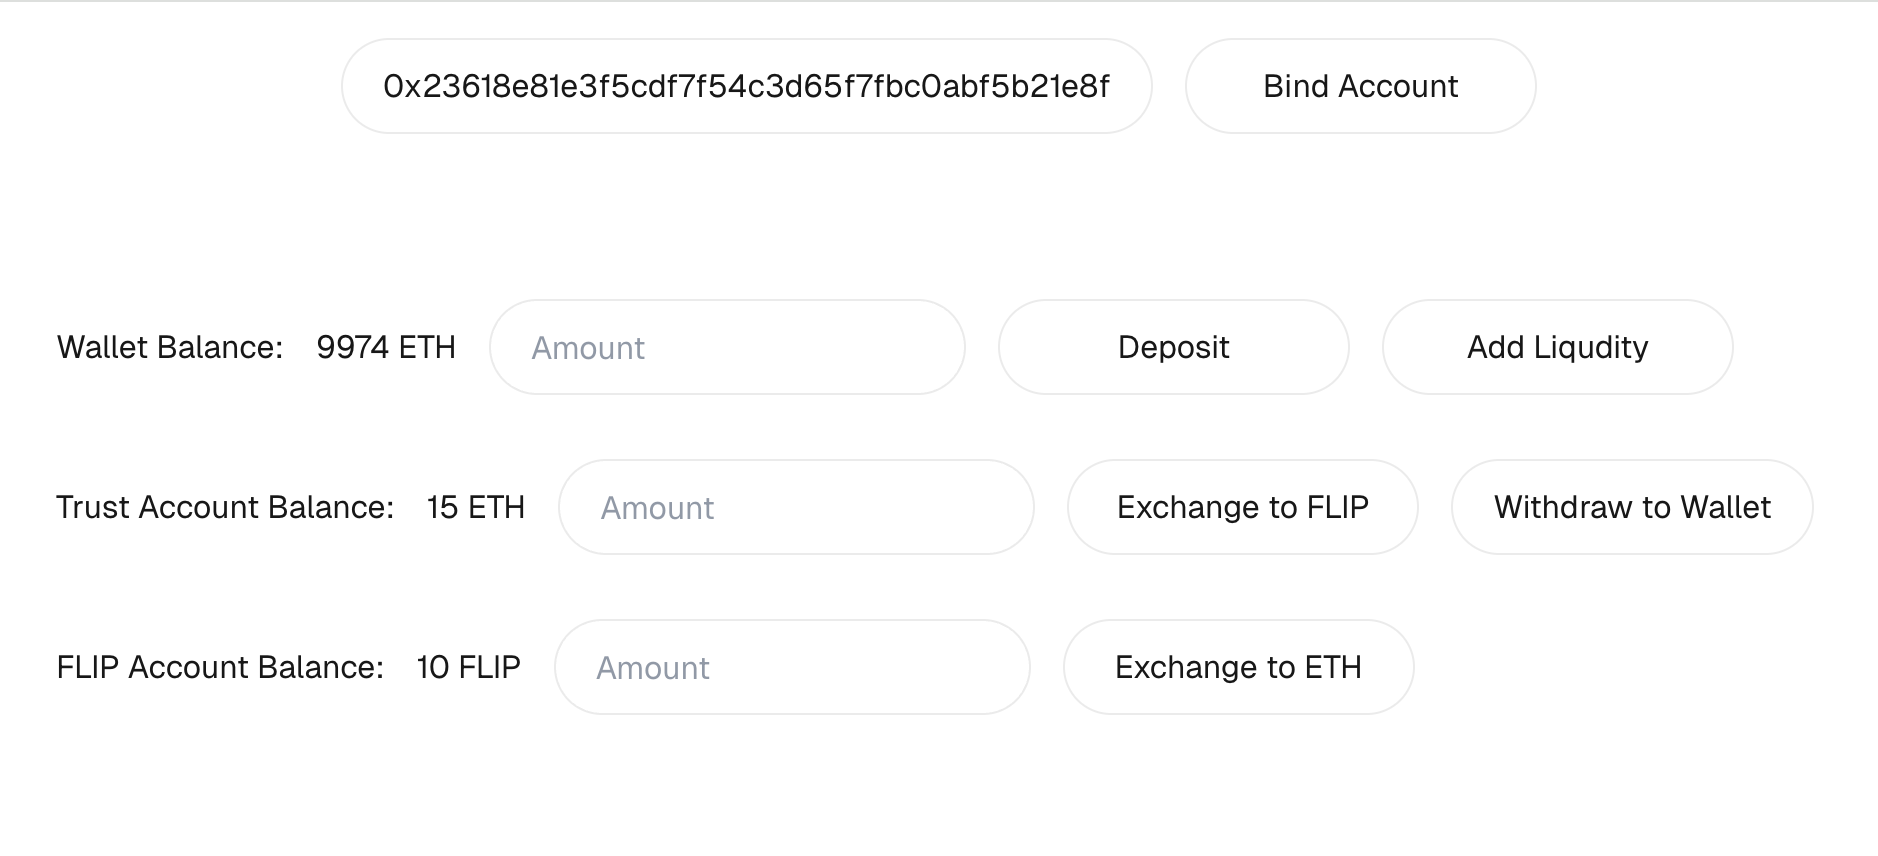 0x23618e81e3f5cdf7f54c3d65f7fbc0abf5b21e8f Bind Account
Wallet Balance: 9974 ETH Amount Deposit Add Liqudity
Trust Account Balance: 15 ETH Amount Exchange to FLIP Withdraw to Wallet
FLIP Account Balance: 10 FLIP Amount Exchange to ETH